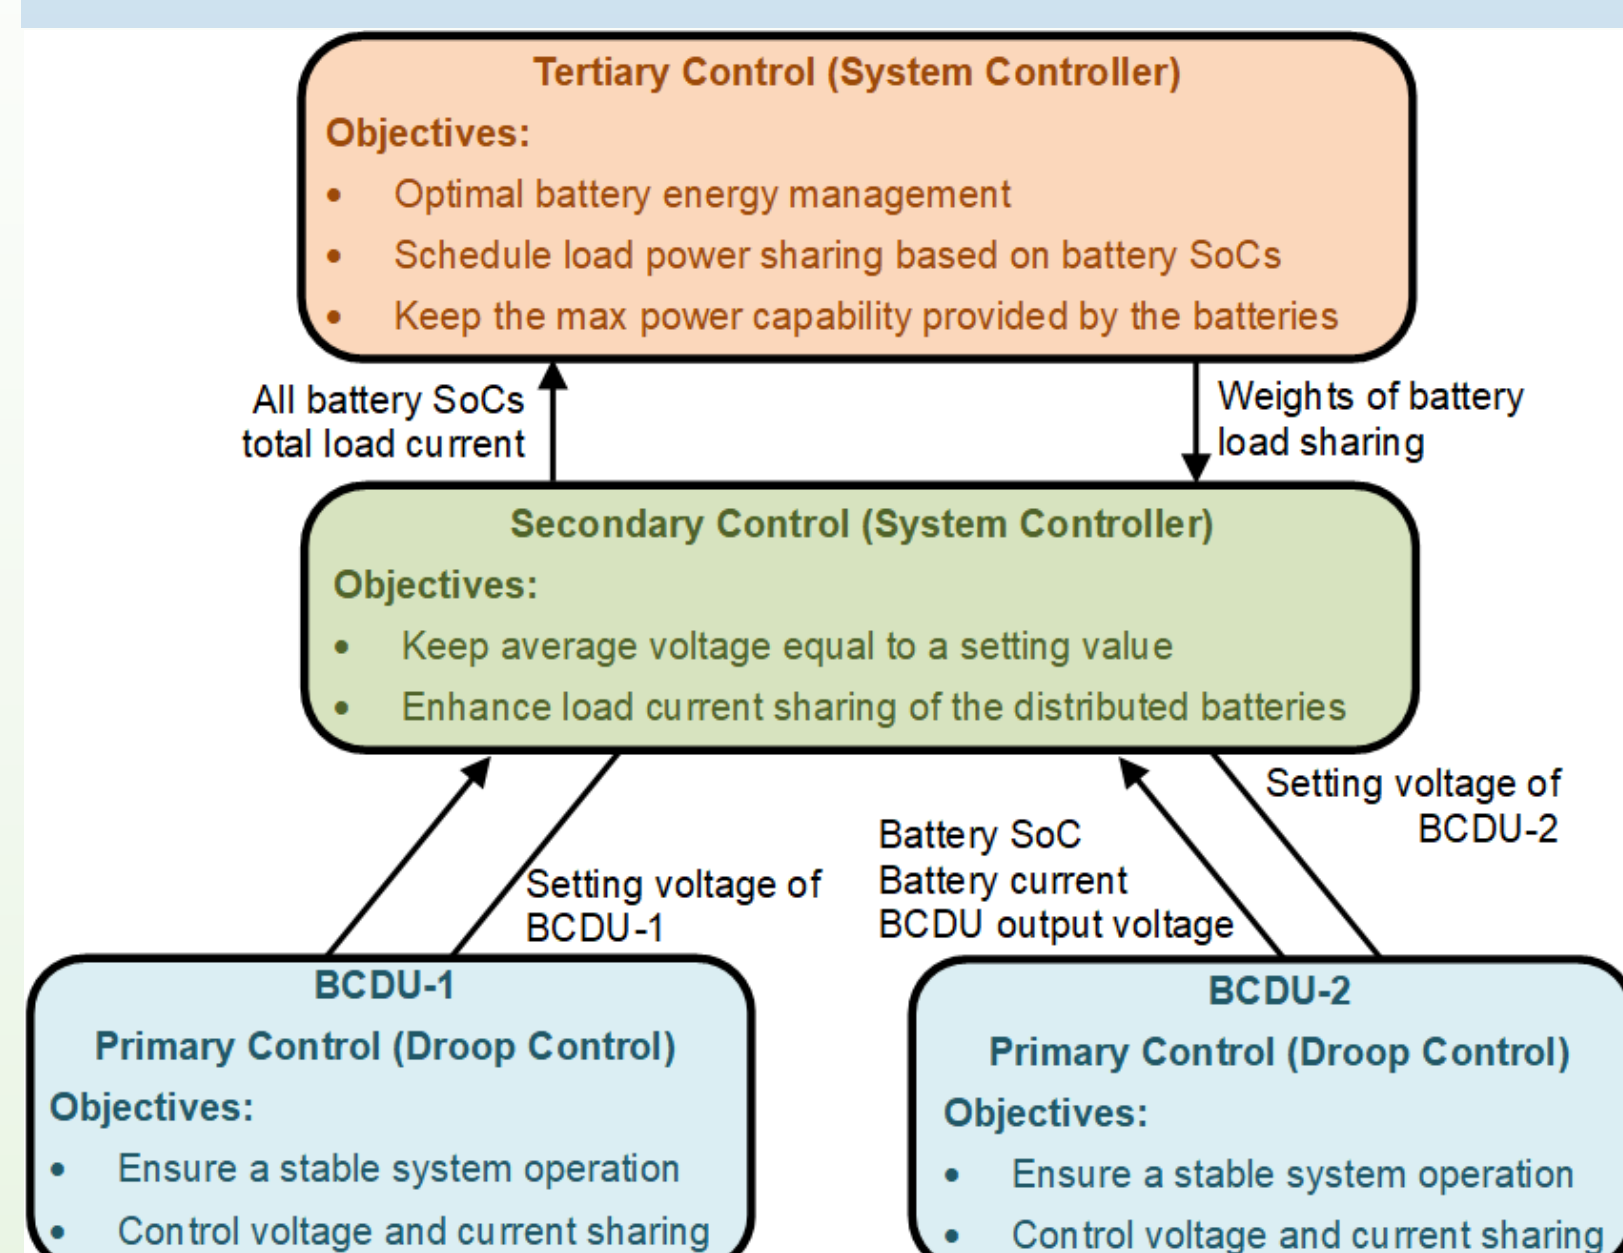 Tertiary Control (System Controller)
Objectives:
• Optimal battery energy management
• Schedule load power sharing based on battery SoCs
• Keep the max power capability provided by the batteries
All battery SoCs
total load current
Weights of battery
load sharing
Secondary Control (System Controller)
Objectives:
• Keep average voltage equal to a setting value
• Enhance load current sharing of the distributed batteries
Setting voltage of
BCDU-1
Battery SoC
Battery current
BCDU output voltage
Setting voltage of
BCDU-2
BCDU-1
Primary Control (Droop Control)
Objectives:
• Ensure a stable system operation
• Control voltage and current sharing
BCDU-2
Primary Control (Droop Control)
Objectives:
• Ensure a stable system operation
• Control voltage and current sharing